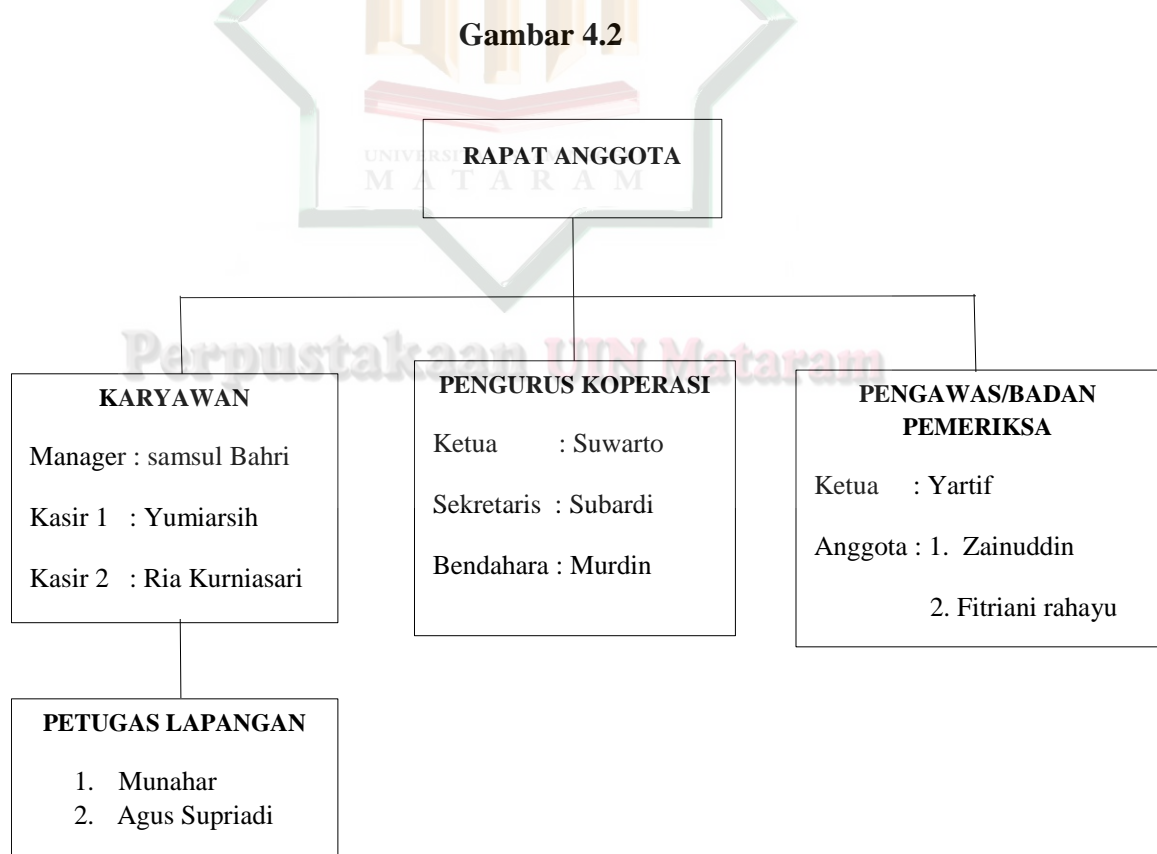 Gambar 4.2
RAPAT ANGGOTA
UNIVERSI
MATARAM
Perpustakaan UIN Mataram
KARYAWAN
Manager : samsul Bahri
Kasir 1 : Yumiarsih
Kasir 2 : Ria Kurniasari
PENGURUS KOPERASI
Ketua : Suwarto
Sekretaris : Subardi
Bendahara : Murdin
PENGAWAS/BADAN
PEMERIKSA
Ketua : Yartif
Anggota : 1. Zainuddin
2. Fitriani rahayu
PETUGAS LAPANGAN
1. Munahar
2. Agus Supriadi